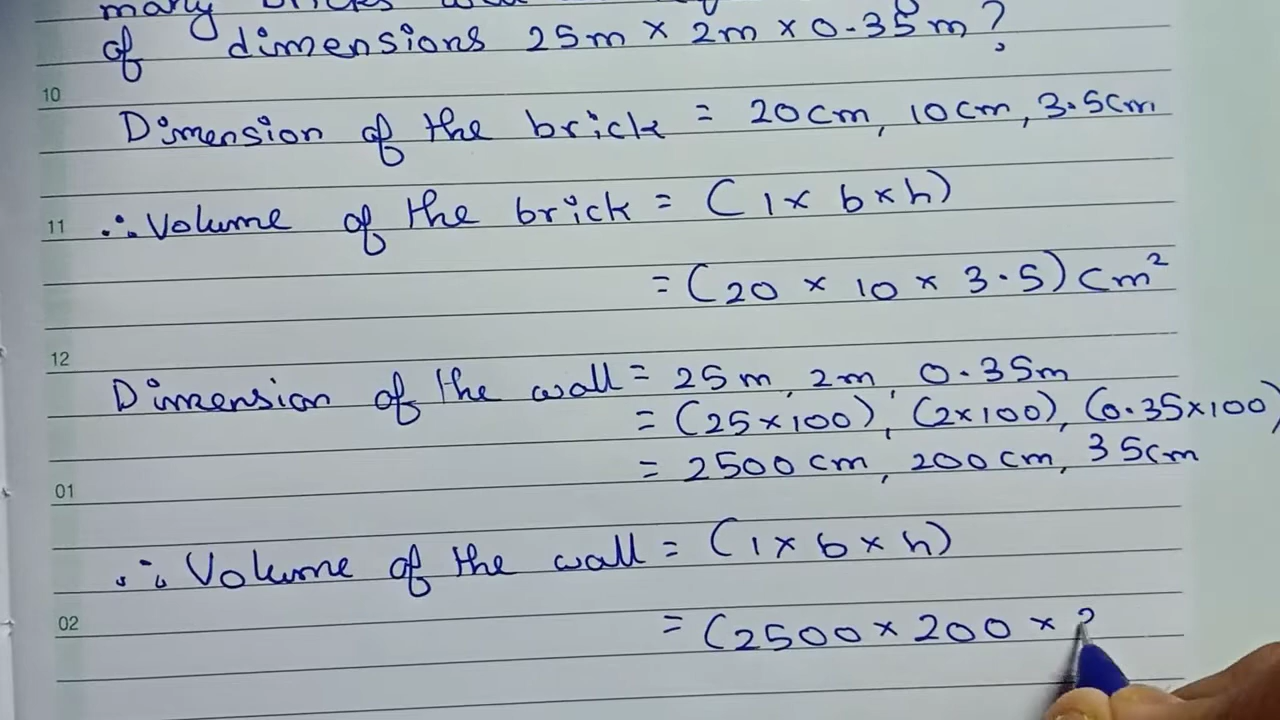 many bricks
of dimensions 25m × 2m × 0.35m?
10
Dimension of the brick = 20cm, 10cm, 3.5cm
11 ∴ Volume of the brick = (l × b × h)
= (20 × 10 × 3.5) cm²
12
Dimension of the wall = 25m, 2m, 0.35m
= (25×100), (2×100), (0.35×100)
= 2500cm, 200cm, 35cm
01
∴ Volume of the wall = (l × b × h)
02 = (2500 × 200 ×